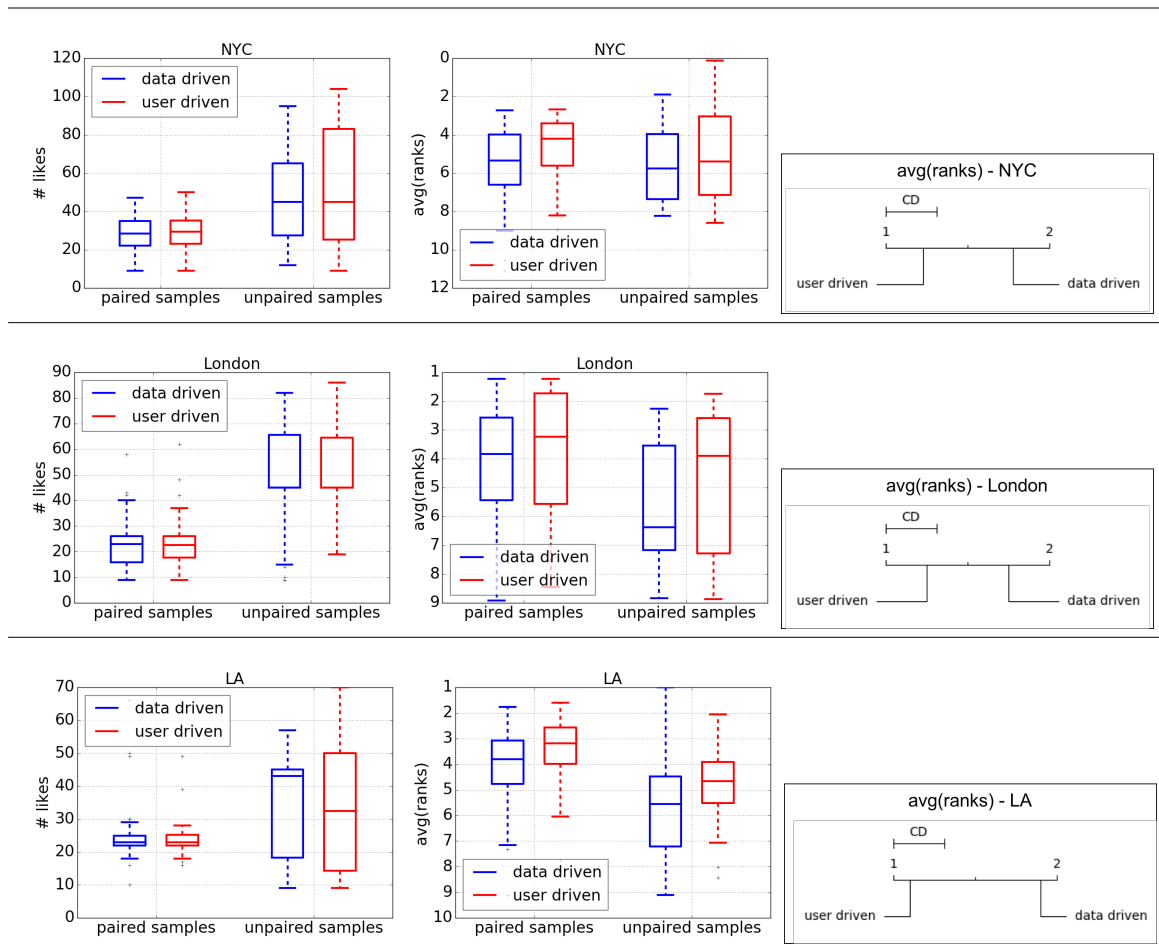 NYC
120
100
80
60
40
20
0
# likes
data driven
user driven
paired samples
unpaired samples
NYC
0
2
4
6
8
10
12
avg(ranks)
data driven
user driven
paired samples
unpaired samples
avg(ranks) - NYC
CD
1
2
user driven
data driven
London
90
80
70
60
50
40
30
20
10
0
# likes
data driven
user driven
paired samples
unpaired samples
London
1
2
3
4
5
6
7
8
9
avg(ranks)
data driven
user driven
paired samples
unpaired samples
avg(ranks) - London
CD
1
2
user driven
data driven
LA
70
60
50
40
30
20
10
0
# likes
data driven
user driven
paired samples
unpaired samples
LA
1
2
3
4
5
6
7
8
9
10
avg(ranks)
data driven
user driven
paired samples
unpaired samples
avg(ranks) - LA
CD
1
2
user driven
data driven